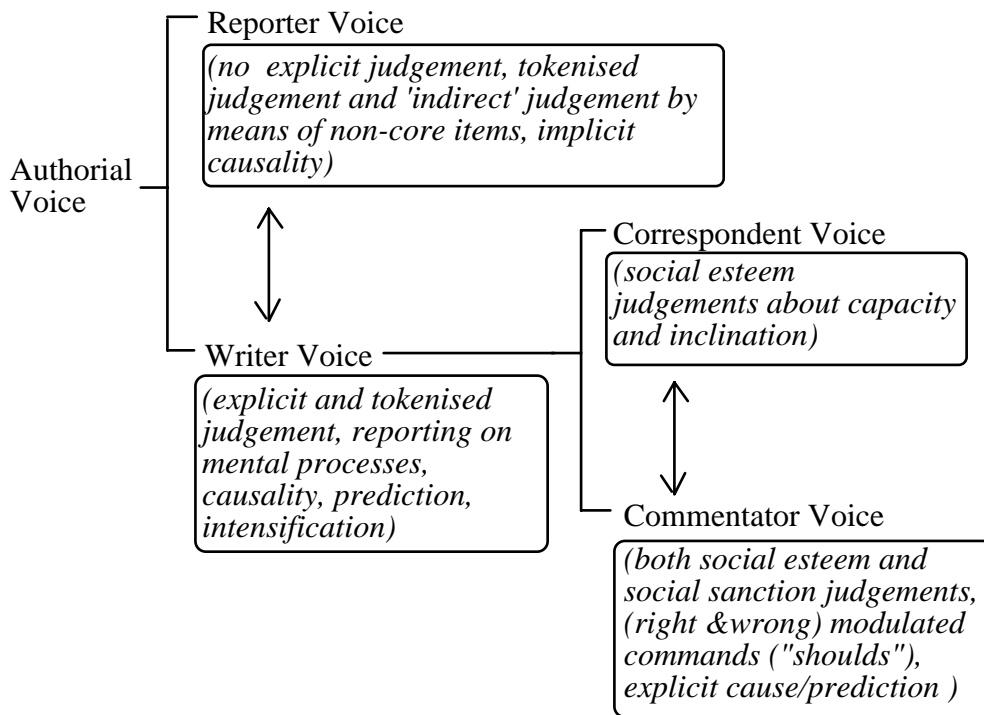 Reporter Voice
(no explicit judgement, tokenised
judgement and 'indirect' judgement by
means of non-core items, implicit
causality)
Authorial
Voice
Writer Voice
(explicit and tokenised
judgement, reporting on
mental processes,
causality, prediction,
intensification)
Correspondent Voice
(social esteem
judgements about capacity
and inclination)
Commentator Voice
(both social esteem and
social sanction judgements,
(right &wrong) modulated
commands ("shoulds"),
explicit cause/prediction )